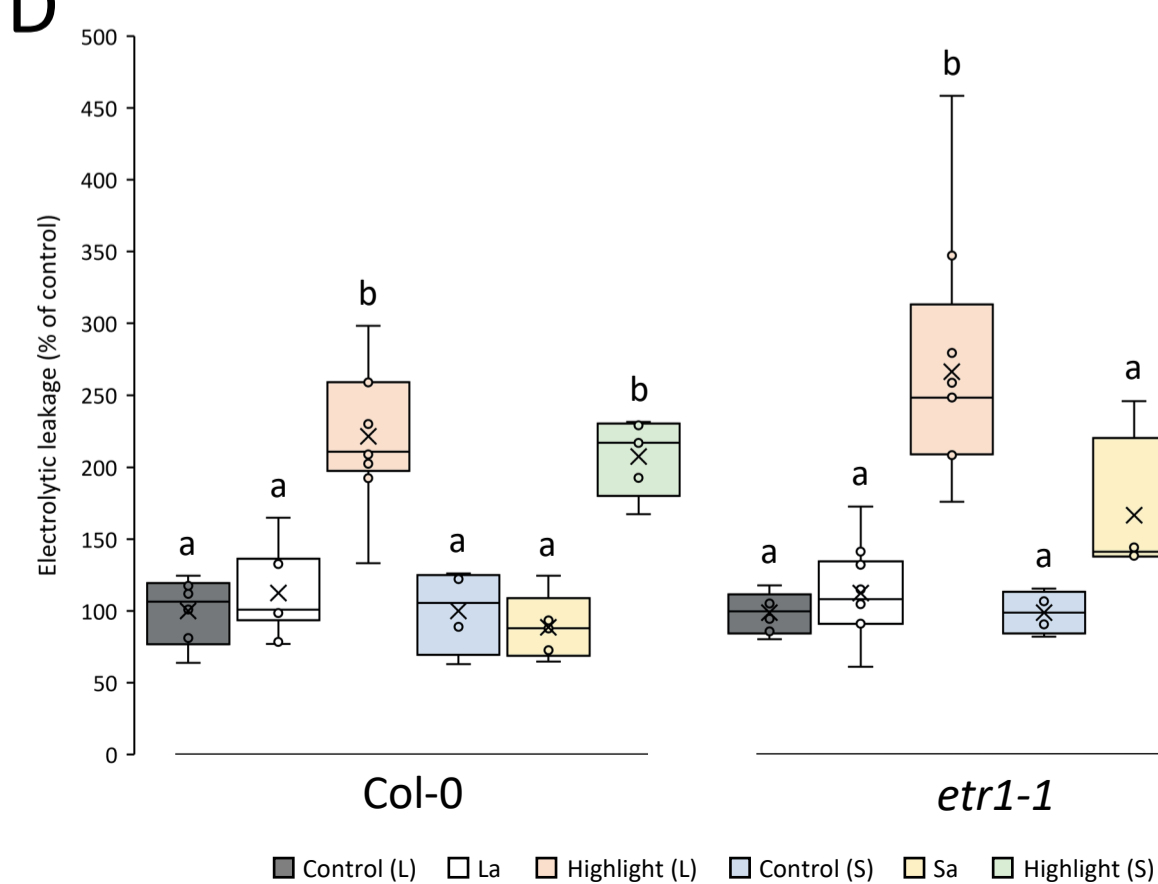 D
Electrolytic leakage (% of control)
500
450
400
350
300
250
200
150
100
50
0
a
a
b
a
a
b
a
a
b
a
a
Col-0
etr1-1
Control (L) La Highlight (L) Control (S) Sa Highlight (S)